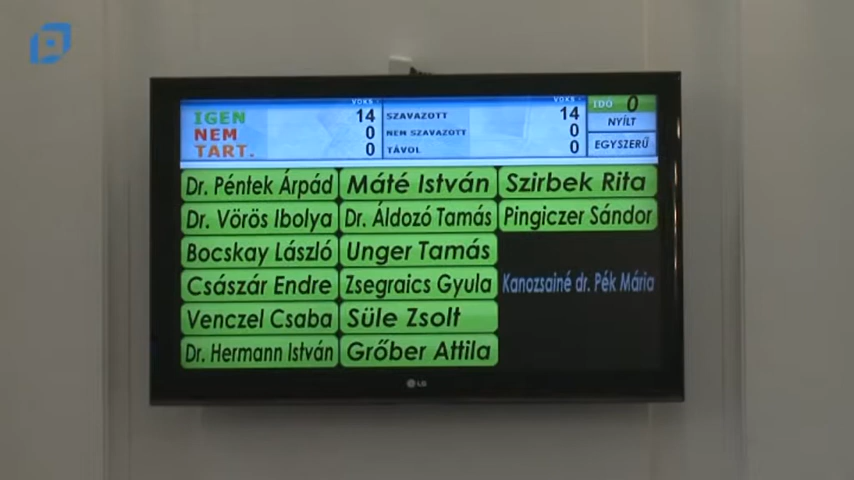 VOKS
VOKS
IDŐ 0
IGEN 14
NEM 0
TART. 0
SZAVAZOTT 14
NEM SZAVAZOTT 0
TÁVOL 0
NYÍLT
EGYSZERŰ
Dr. Péntek Árpád Máté István Szirbek Rita
Dr. Vörös Ibolya Dr. Áldozó Tamás Pingiczer Sándor
Bocskay László Unger Tamás
Császár Endre Zsegraics Gyula Kanozsainé dr. Pék Mária
Venczel Csaba Süle Zsolt
Dr. Hermann István Grőber Attila
LG